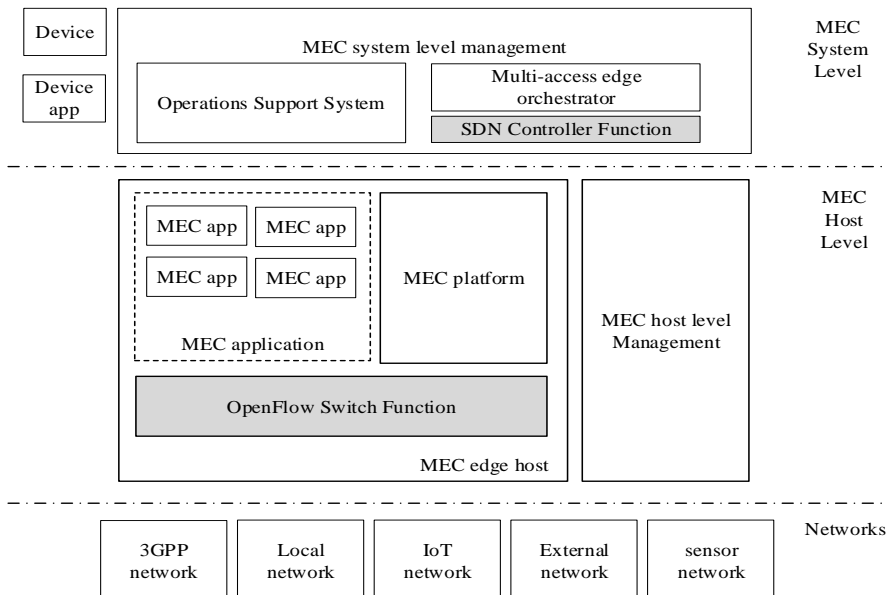 Device
Device
app
MEC system level management
Operations Support System
Multi-access edge
orchestrator
SDN Controller Function
MEC
System
Level
MEC app
MEC app
MEC app
MEC app
MEC application
MEC platform
OpenFlow Switch Function
MEC edge host
MEC host level
Management
MEC
Host
Level
3GPP
network
Local
network
IoT
network
External
network
sensor
network
Networks